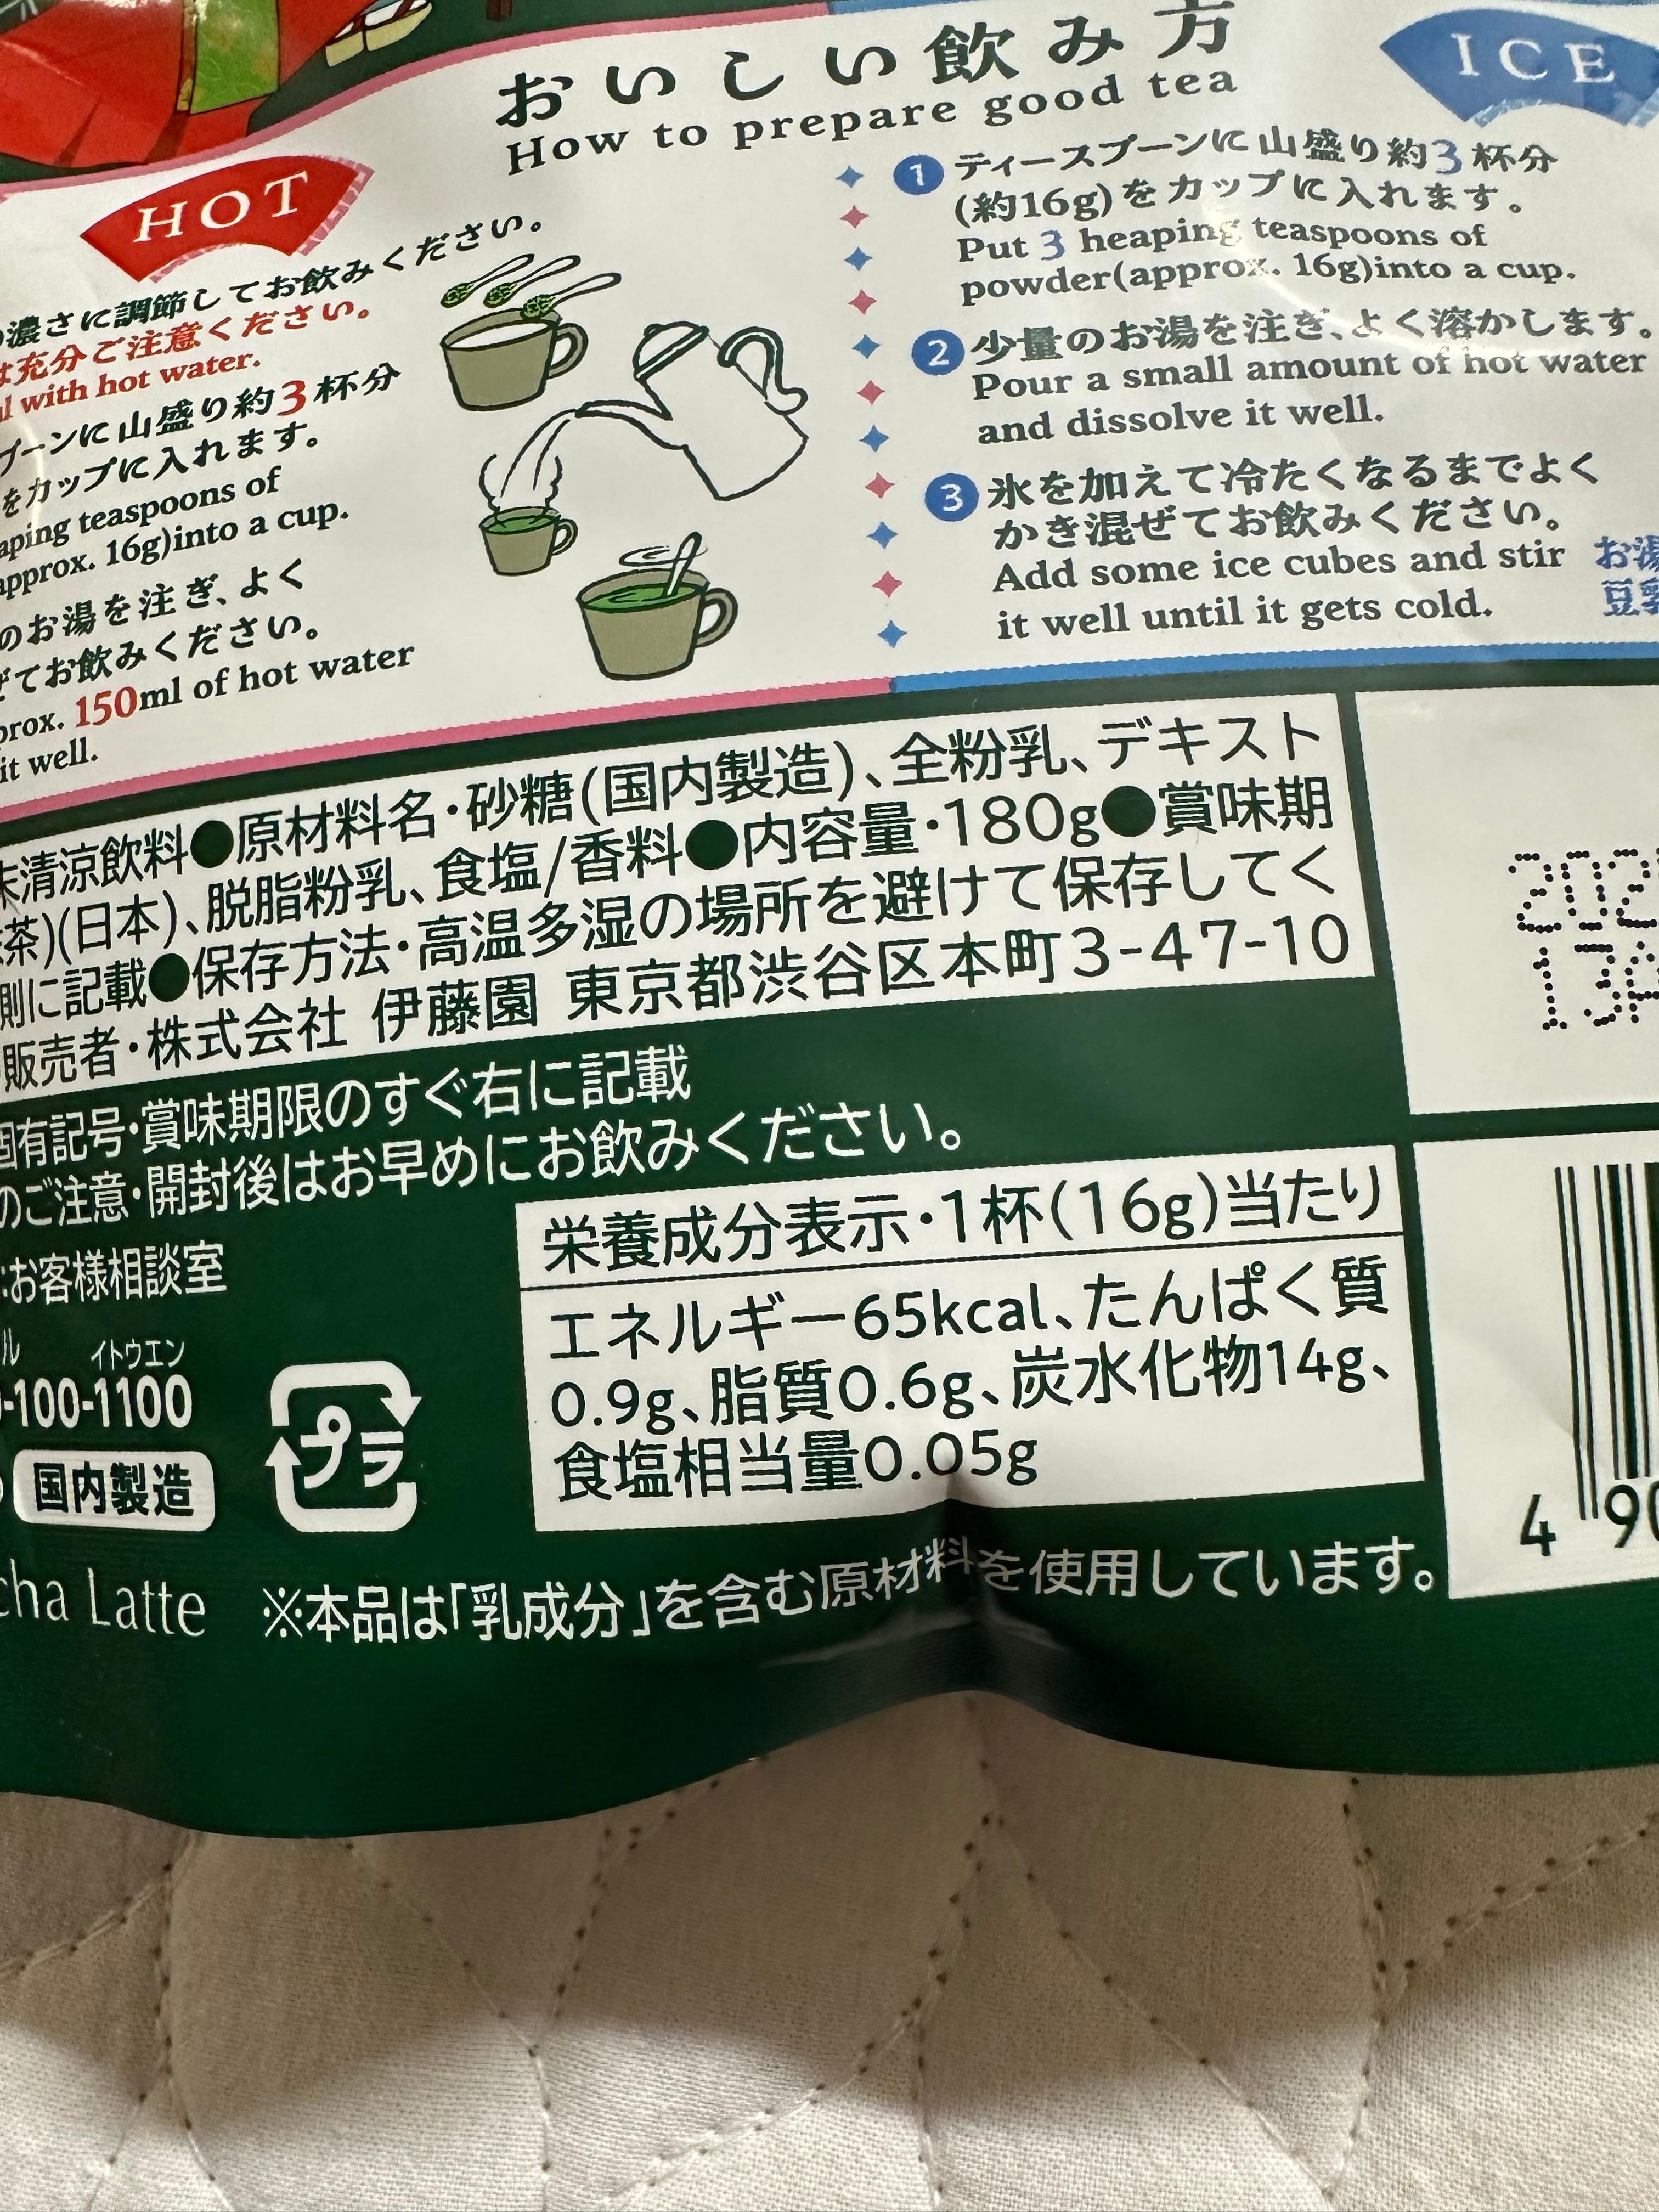 おいしい飲み方
How to prepare good tea
HOT
濃さに調節してお飲みください。
充分ご注意ください。
with hot water.
プーンに山盛り約3杯分
をカップに入れます。
teaspoons of
approx. 16g)into a cup.
のお湯を注ぎ、よく
てお飲みください。
150ml of hot water
it well.
ICE
1 ティースプーンに山盛り約3杯分
(約16g)をカップに入れます。
Put 3 heaping teaspoons of
powder(approx. 16g)into a cup.
2 少量のお湯を注ぎ、よく溶かします。
Pour a small amount of hot water
and dissolve it well.
3 氷を加えて冷たくなるまでよく
かき混ぜてお飲みください。
Add some ice cubes and stir
it well until it gets cold.
清涼飲料●原材料名・砂糖(国内製造)、全粉乳、デキスト
茶)(日本)、脱脂粉乳、食塩/香料●内容量・180g●賞味期
側に記載●保存方法・高温多湿の場所を避けて保存してく
販売者・株式会社 伊藤園 東京都渋谷区本町3-47-10
固有記号・賞味期限のすぐ右に記載
のご注意・開封後はお早めにお飲みください。
お客様相談室
イトウエン
-100-1100
国内製造
プラ
栄養成分表示・1杯(16g)当たり
エネルギー65kcal、たんぱく質
0.9g、脂質0.6g、炭水化物14g、
食塩相当量0.05g
Latte
※本品は「乳成分」を含む原材料を使用しています。
4 90